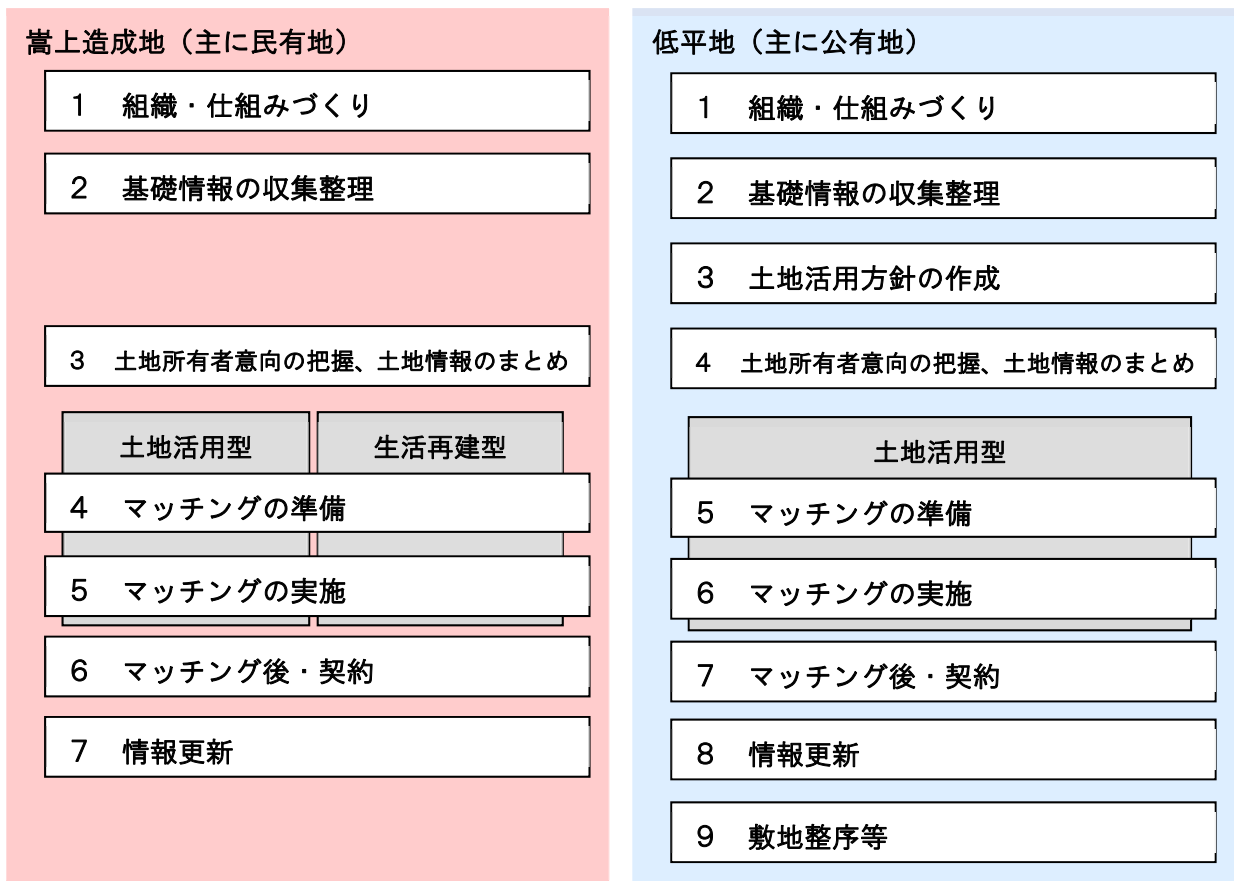 嵩上造成地（主に民有地）
1 組織・仕組みづくり
2 基礎情報の収集整理
3 土地所有者意向の把握、土地情報のまとめ
土地活用型
生活再建型
4 マッチングの準備
5 マッチングの実施
6 マッチング後・契約
7 情報更新
低平地（主に公有地）
1 組織・仕組みづくり
2 基礎情報の収集整理
3 土地活用方針の作成
4 土地所有者意向の把握、土地情報のまとめ
土地活用型
5 マッチングの準備
6 マッチングの実施
7 マッチング後・契約
8 情報更新
9 敷地整序等